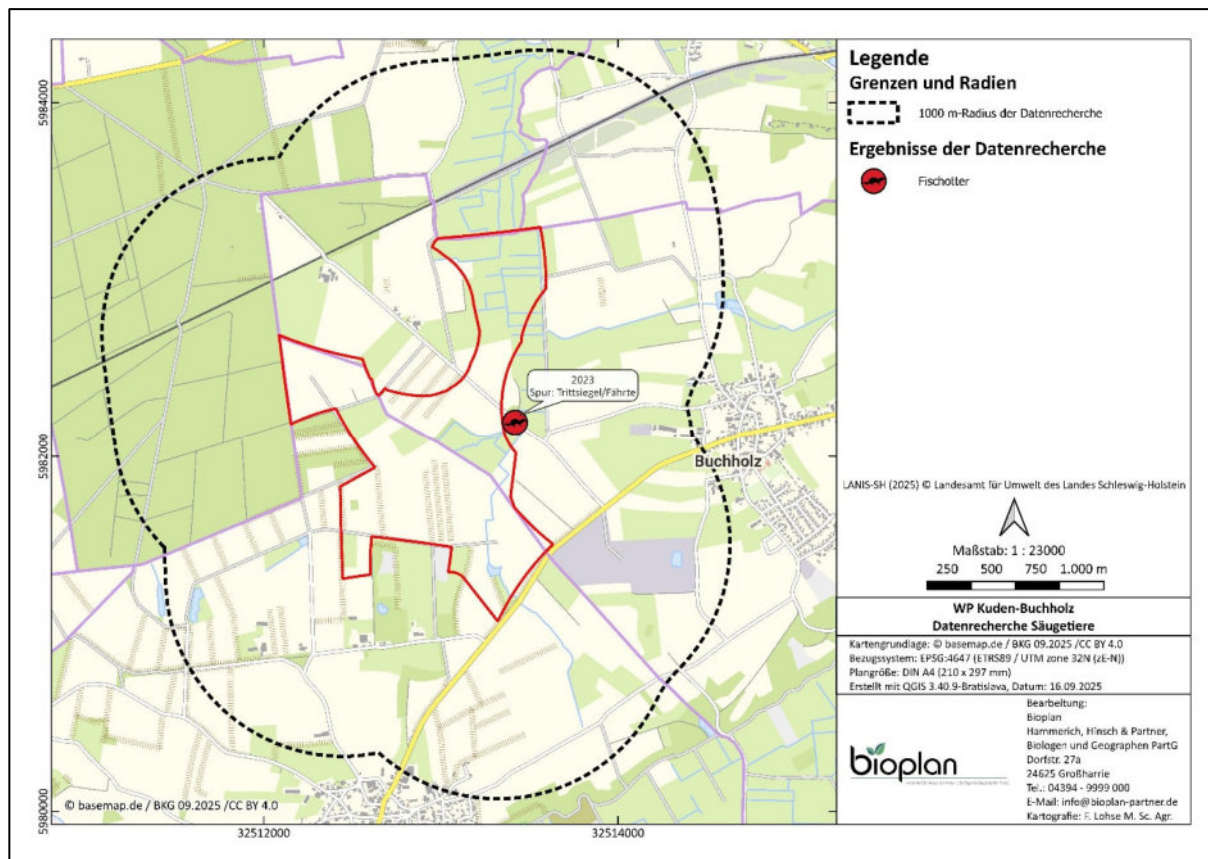 5984000
5982000
5980000
32512000
32514000
2023
Spur: Trittsiegel/Fährte
Buchholz
© basemap.de / BKG 09.2025 /CC BY 4.0
Legende
Grenzen und Radien
1000 m-Radius der Datenrecherche
Ergebnisse der Datenrecherche
Fischotter
LANIS-SH (2025) © Landesamt für Umwelt des Landes Schleswig-Holstein
Maßstab: 1 : 23000
250 500 750 1.000 m
WP Kuden-Buchholz
Datenrecherche Säugetiere
Kartengrundlage: © basemap.de / BKG 09.2025 /CC BY 4.0
Bezugssystem: EPSG:4647 (ETRS89 / UTM zone 32N (zE-N))
Plangröße: DIN A4 (210 x 297 mm)
Erstellt mit QGIS 3.40.9-Bratislava, Datum: 16.09.2025
bioplan
Bearbeitung:
Bioplan
Hammerich, Hinsch & Partner,
Biologen und Geographen PartG
Dorfstr. 27a
24625 Großharrie
Tel.: 04394 - 9999 000
E-Mail: info@bioplan-partner.de
Kartografie: F. Lohse M. Sc. Agr.